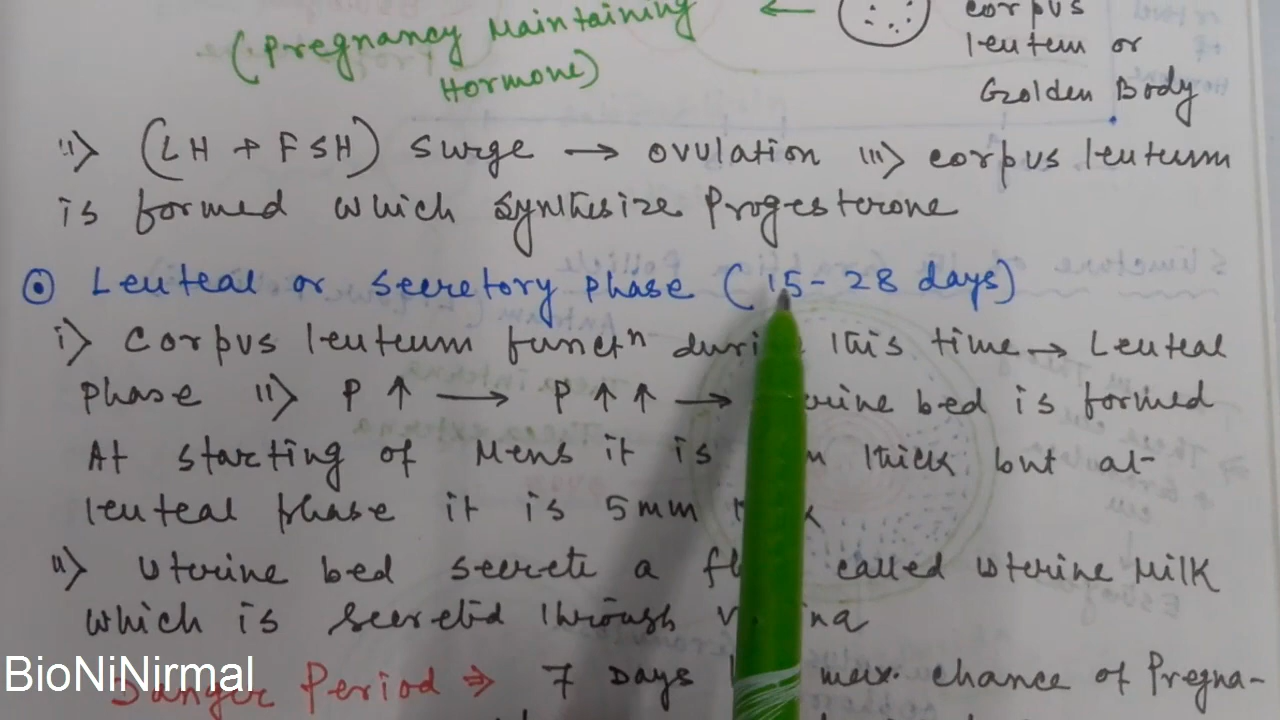 (Pregnancy Maintaining Hormone)
←
corpus
leutem or
Golden Body
ii) (LH + FSH) surge → ovulation iii) corpus leuteum
is formed which synthesize Progesterone
Leuteal or secretory phase (15-28 days)
i) corpus leuteum functn during this time → Leuteal
phase ii) P ↑ → P ↑↑ → bed is formed
At starting of Mens it is thick but at-
leuteal phase it is 5mm
ii) uterine bed secrete a called uterine Milk
which is secreted through
BioNiNirmal
Danger Period ⇒ 7 Days max. chance of Pregna-